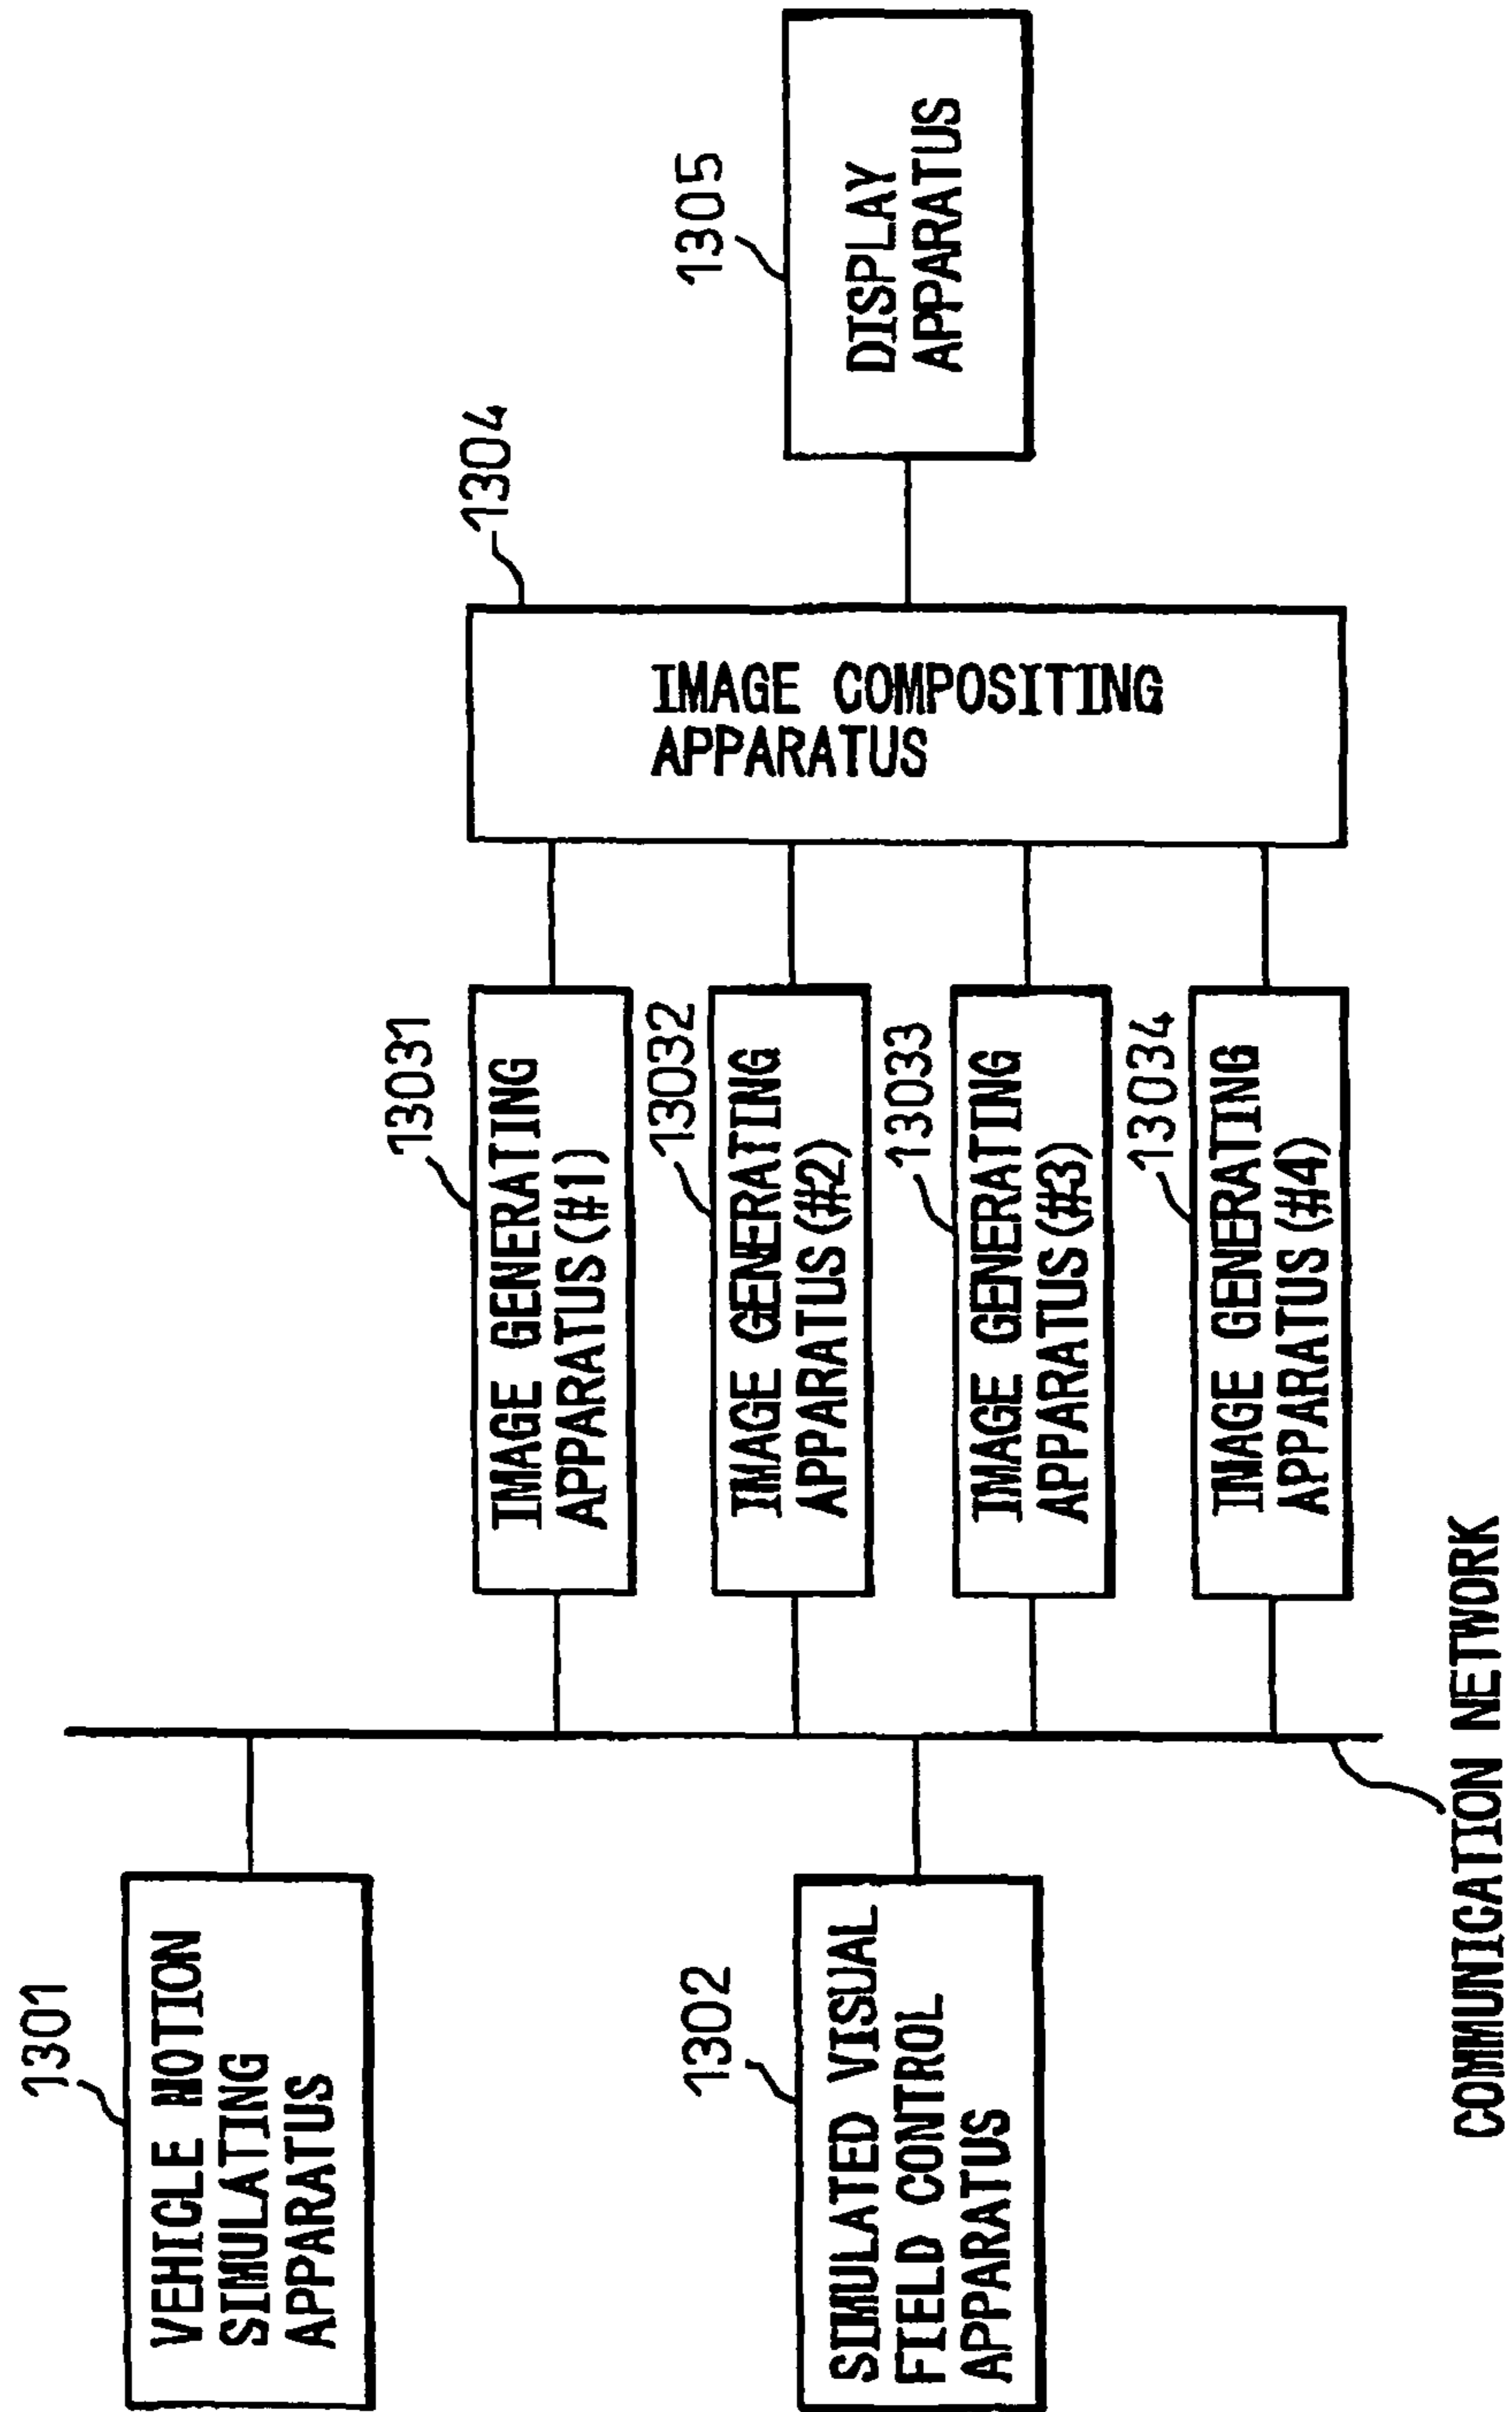 1301
VEHICLE MOTION
SIMULATING
APPARATUS
1302
SIMULATED VISUAL
FIELD CONTROL
APPARATUS
COMMUNICATION NETWORK
13031
IMAGE GENERATING
APPARATUS(#1)
13032
IMAGE GENERATING
APPARATUS(#2)
13033
IMAGE GENERATING
APPARATUS(#3)
13034
IMAGE GENERATING
APPARATUS(#4)
1304
IMAGE COMPOSITING
APPARATUS
1305
DISPLAY
APPARATUS